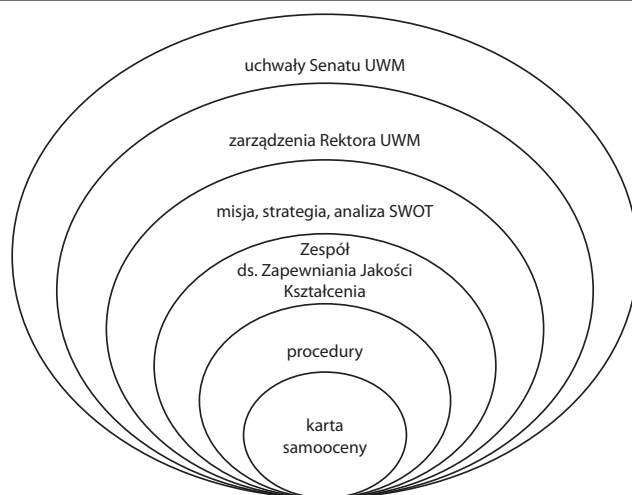 uchwały Senatu UWM
zarządzenia Rektora UWM
misja, strategia, analiza SWOT
Zespół
ds. Zapewniania Jakości
Kształcenia
procedury
karta
samooceny